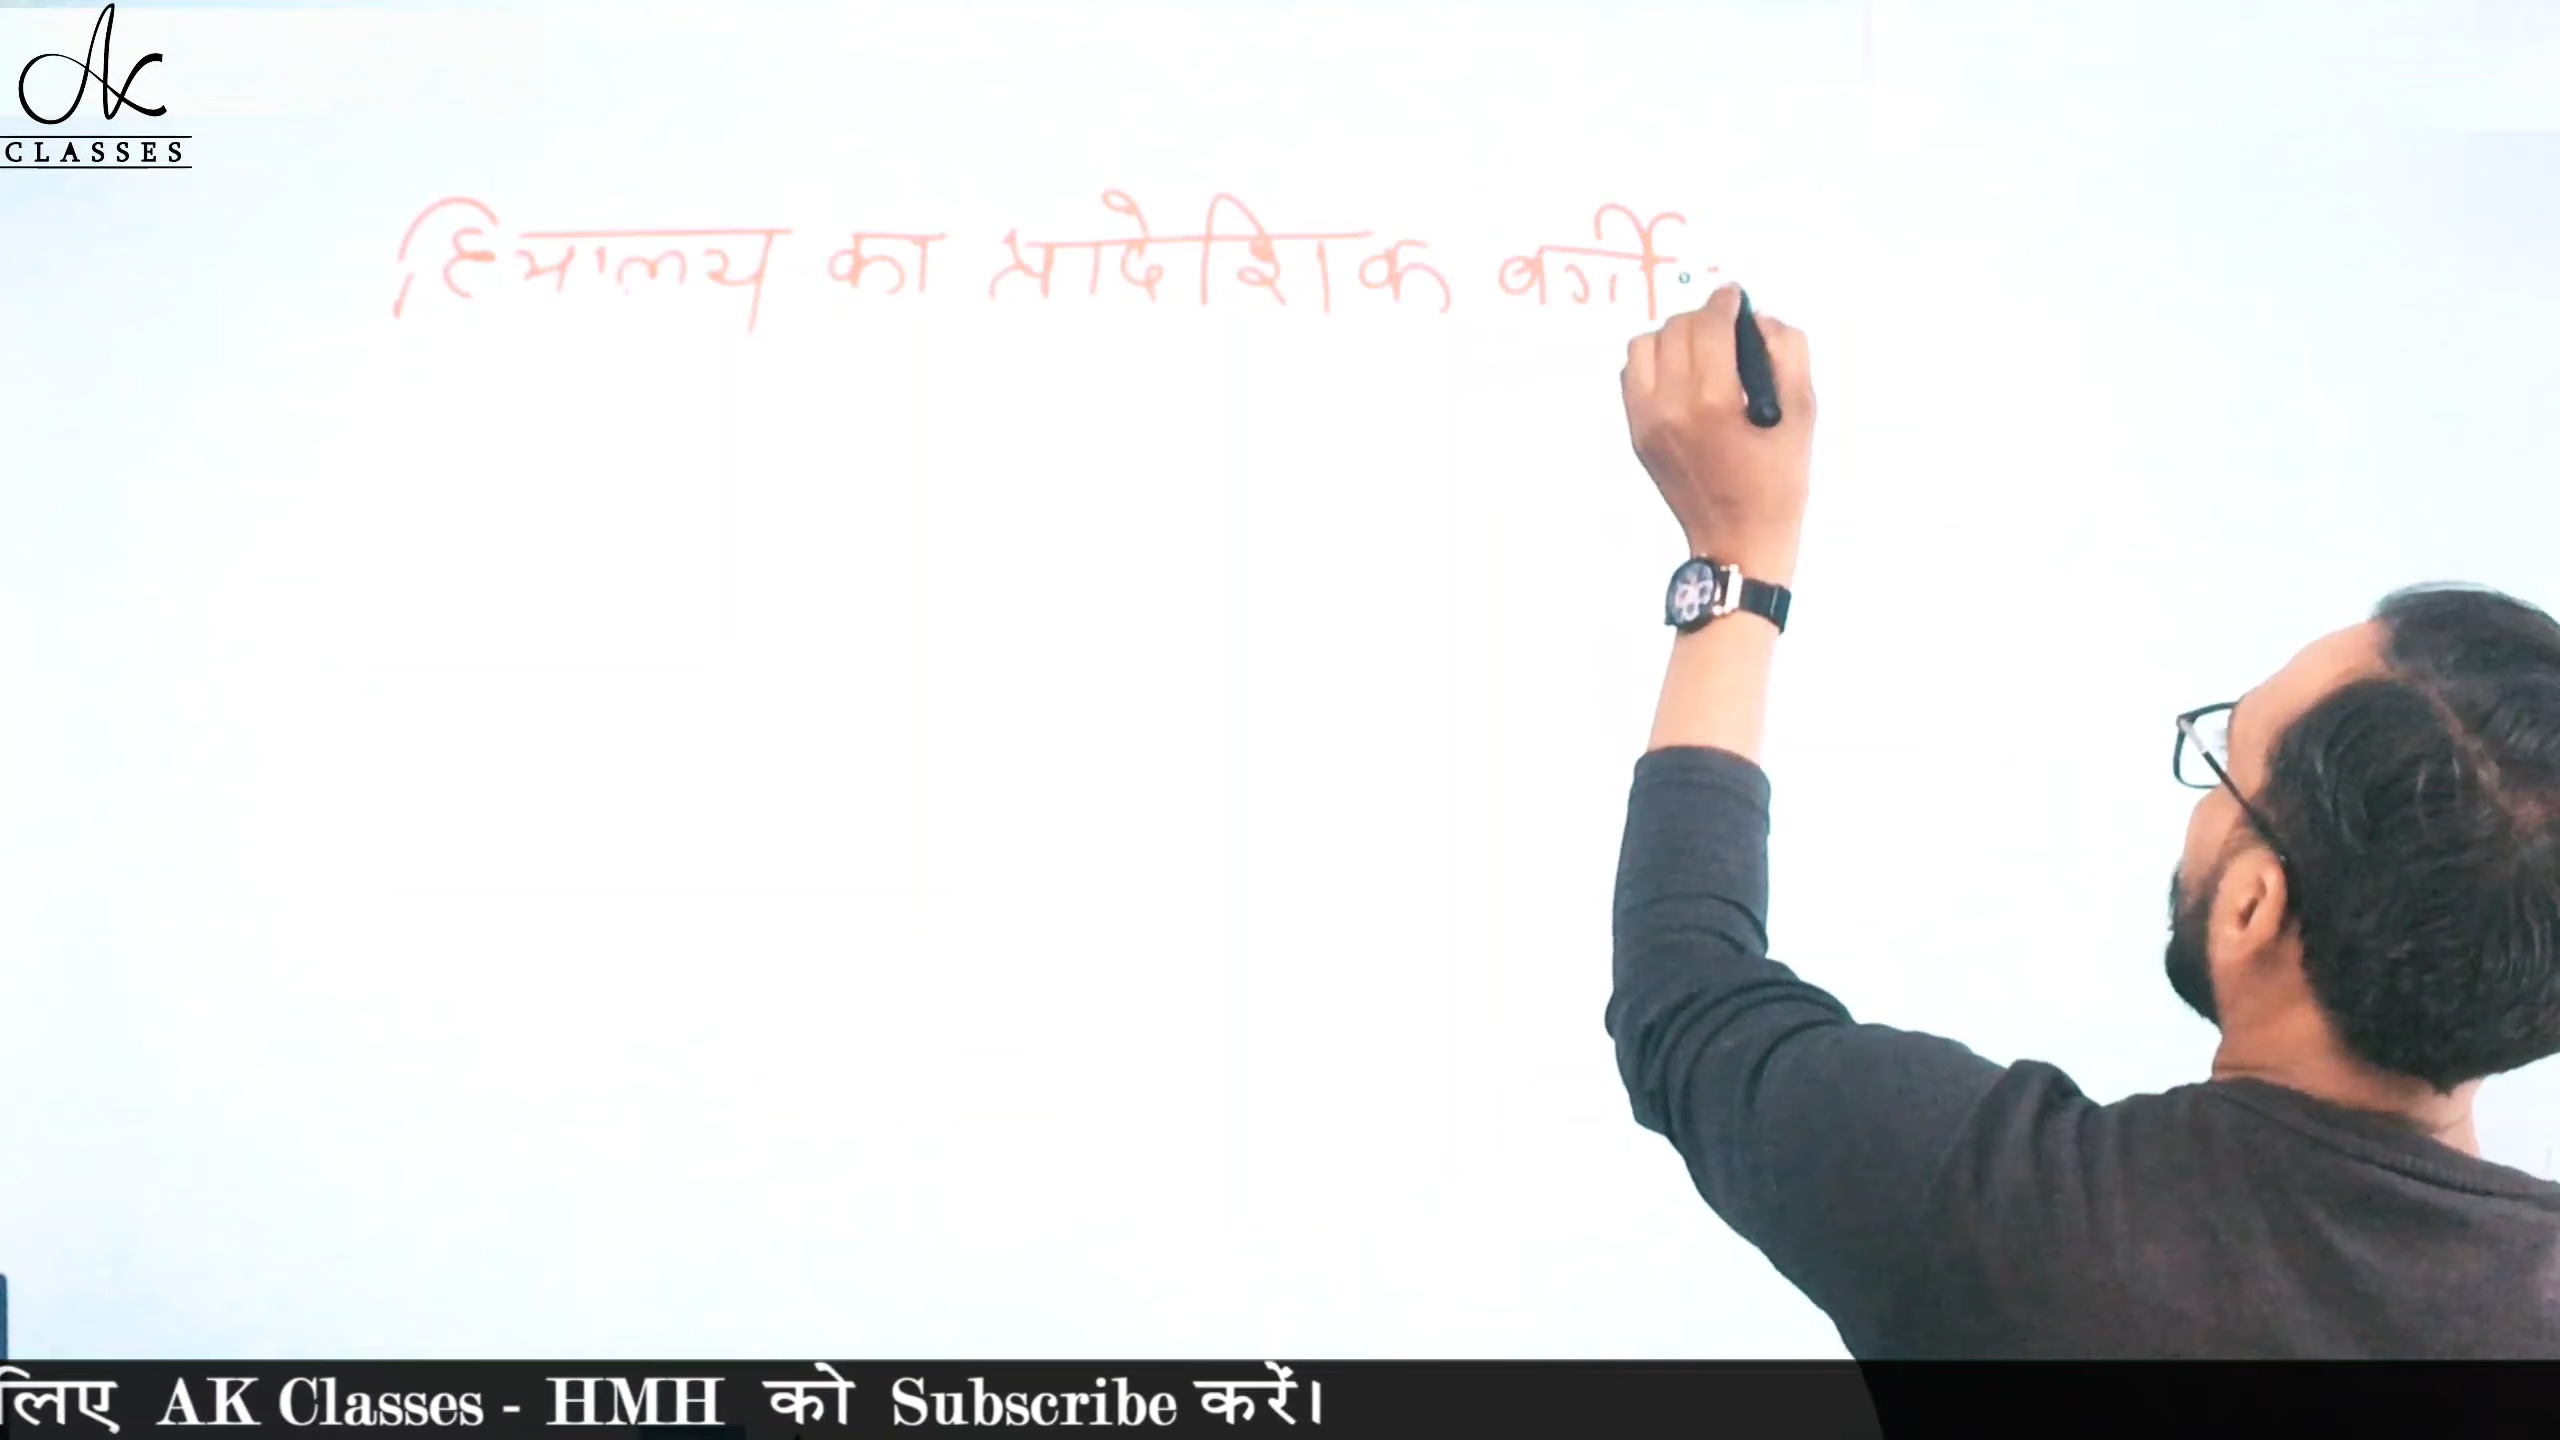 AK
CLASSES
हिमालय का प्रादेशिक वर्गी
लिए AK Classes - HMH को Subscribe करें।